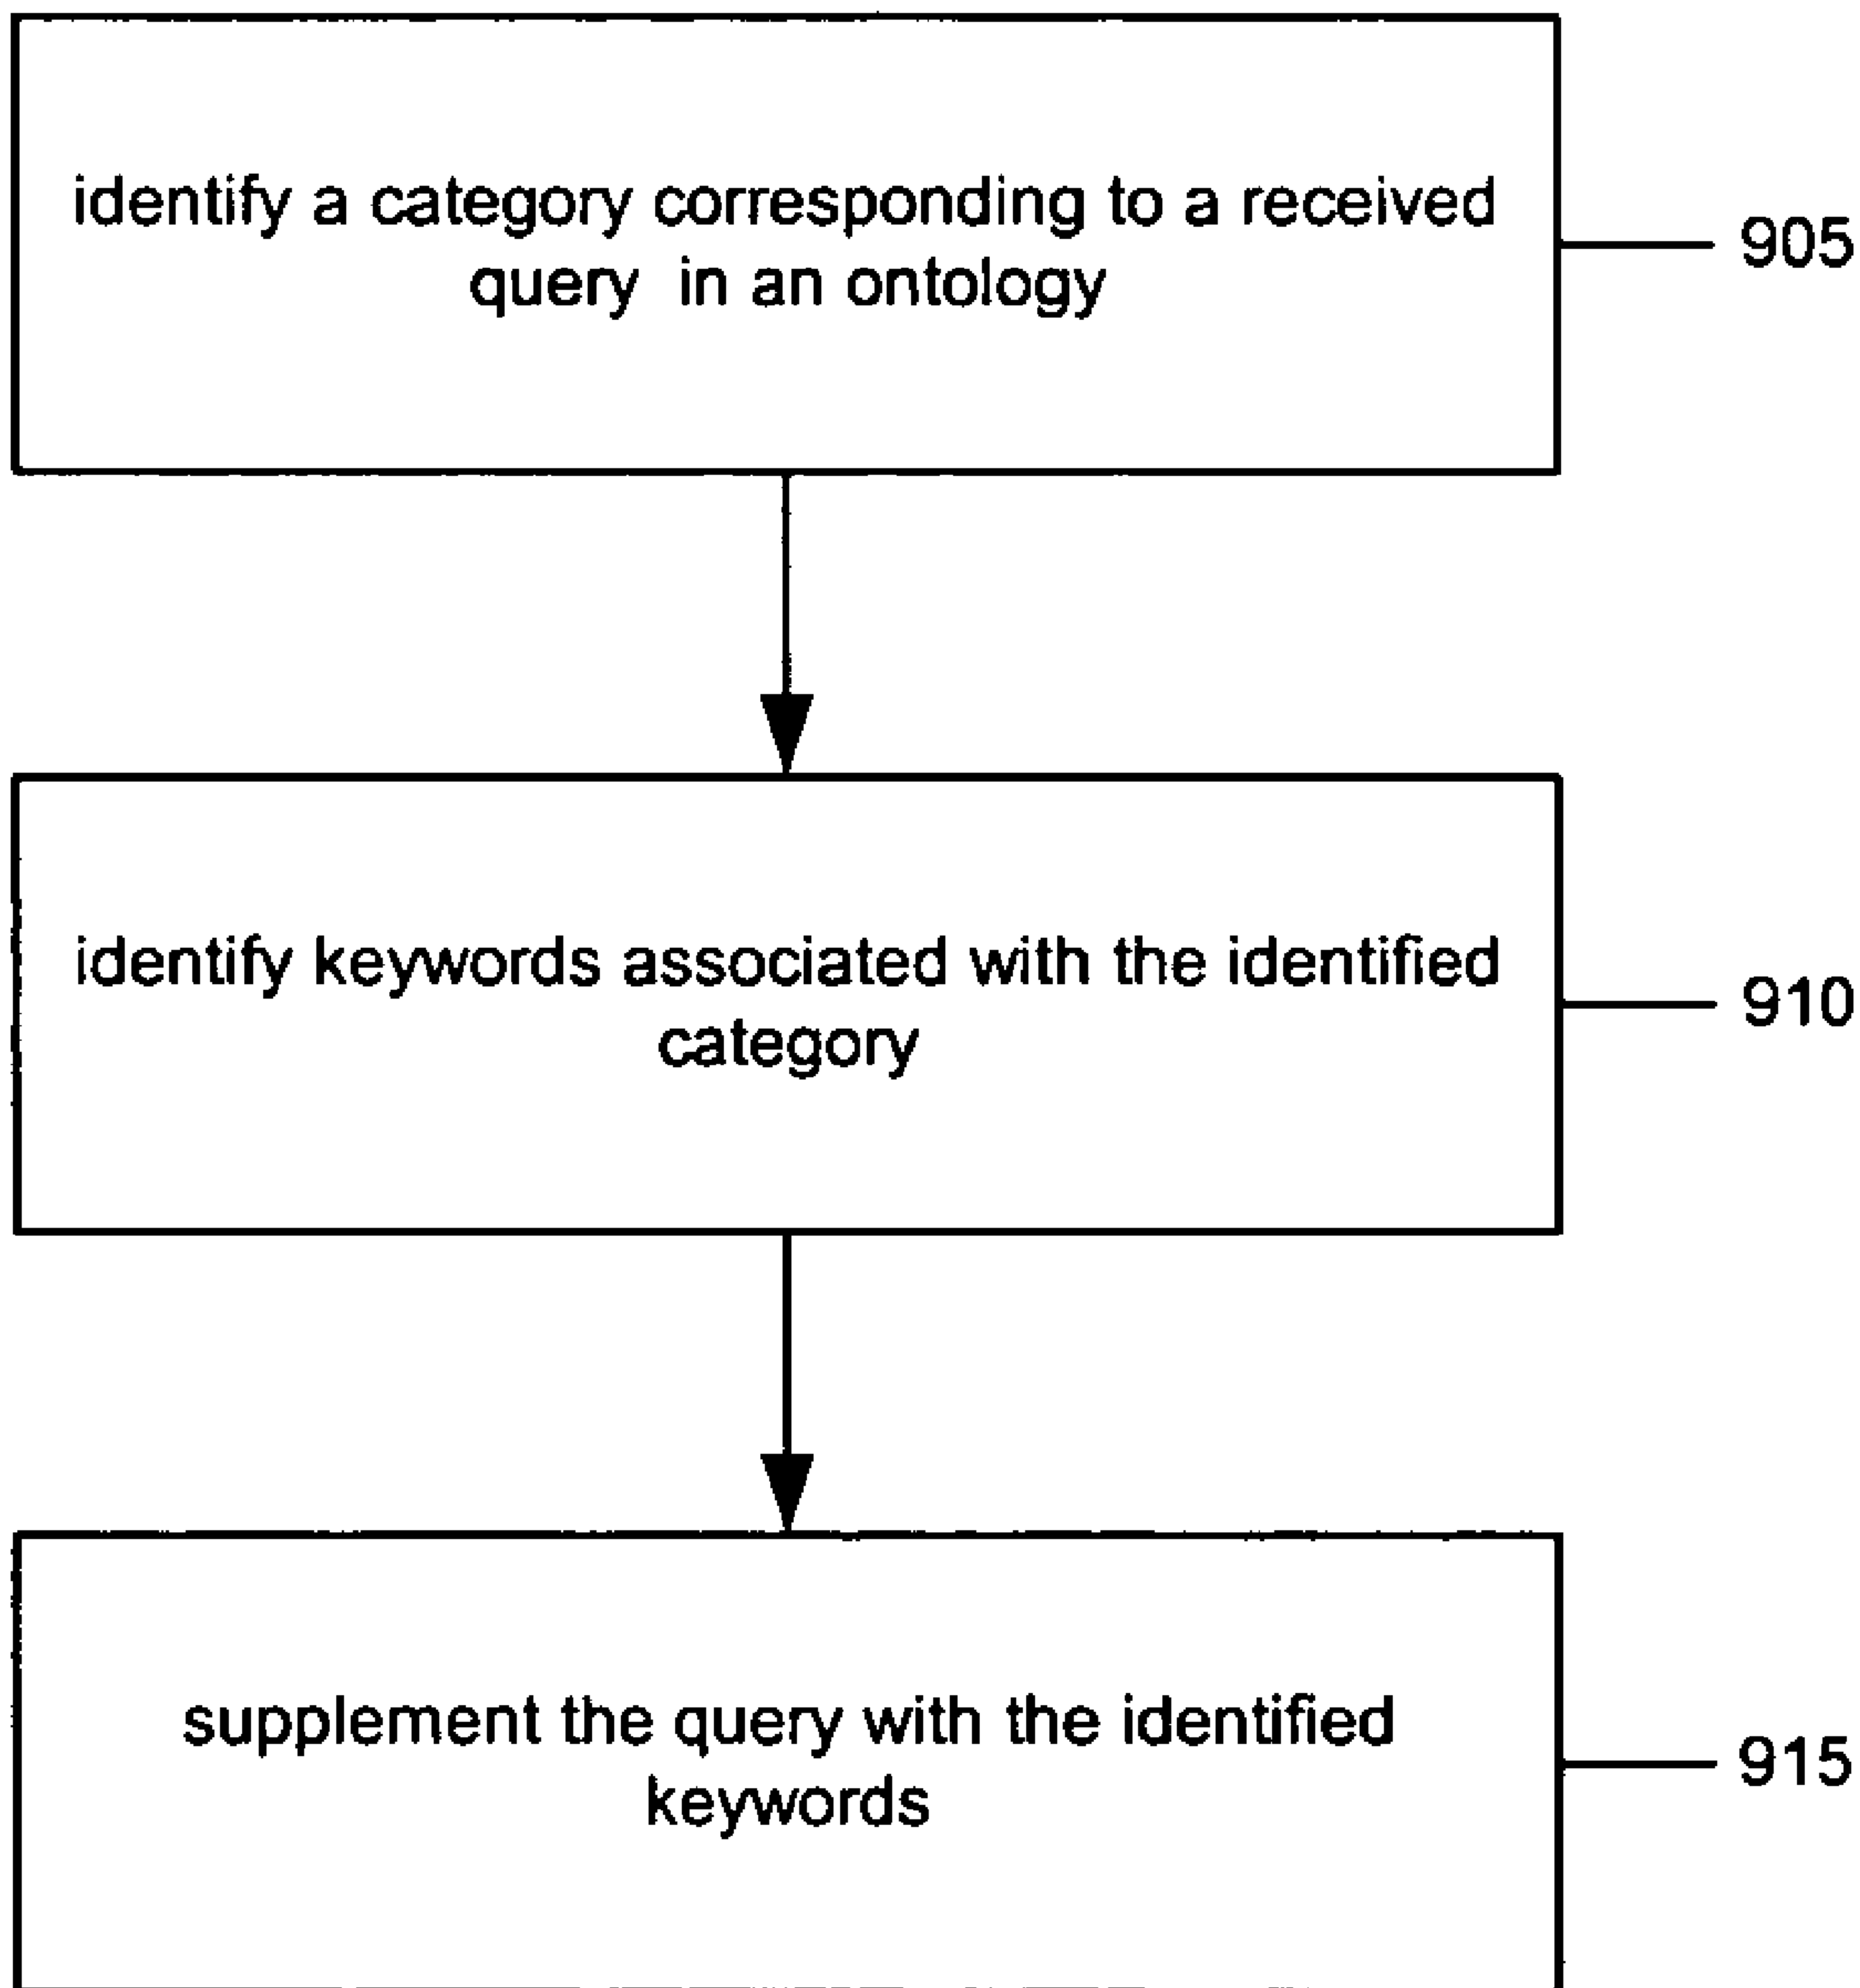 identify a category corresponding to a received
query in an ontology
905
identify keywords associated with the identified
category
910
supplement the query with the identified
keywords
915